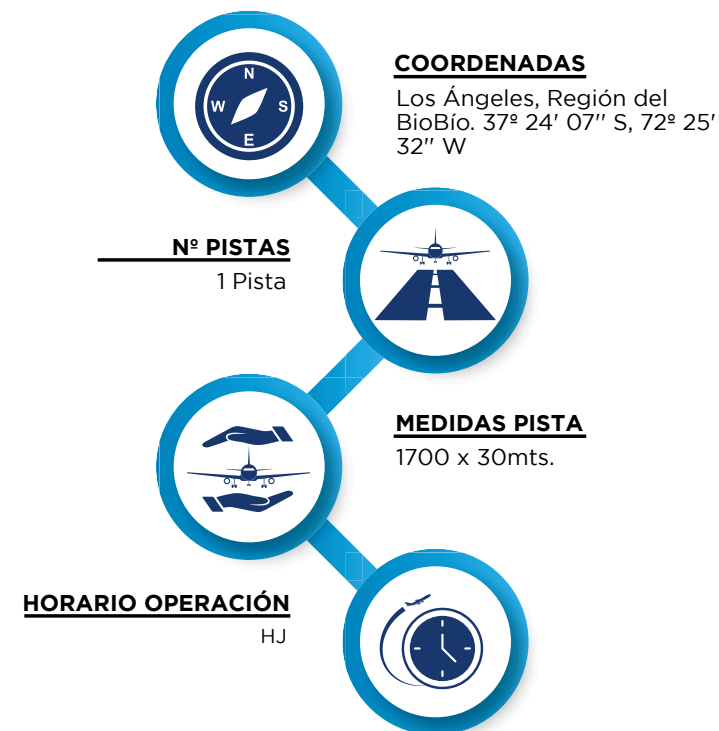 N
W S
E
COORDENADAS
Los Ángeles, Región del
BioBío. 37º 24' 07'' S, 72º 25'
32'' W
Nº PISTAS
1 Pista
MEDIDAS PISTA
1700 x 30mts.
HORARIO OPERACIÓN
HJ